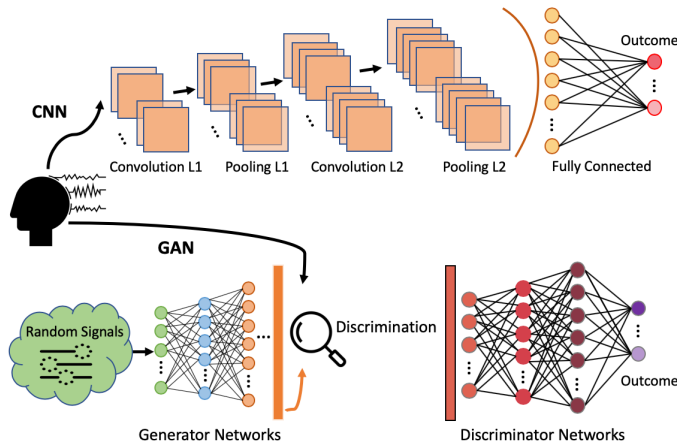 Outcome
CNN
Convolution L1
Pooling L1
Convolution L2
Pooling L2
Fully Connected
GAN
Random Signals
Discrimination
Outcome
Generator Networks
Discriminator Networks